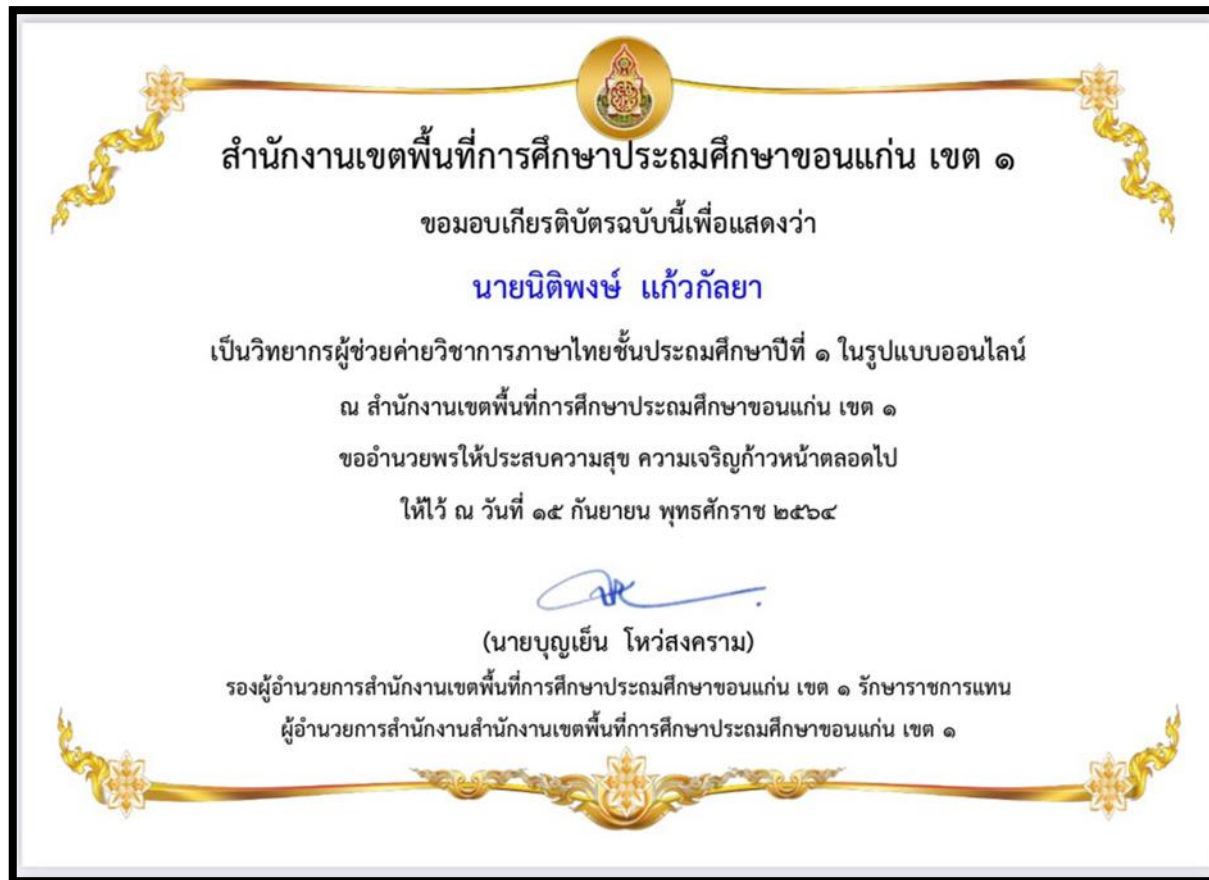 สำนักงานเขตพื้นที่การศึกษาประถมศึกษาขอนแก่น เขต ๑
ขอมอบเกียรติบัตรฉบับนี้เพื่อแสดงว่า
นายนิติพงษ์ แก้วกัลยา
เป็นวิทยากรผู้ช่วยค่ายวิชาการภาษาไทยชั้นประถมศึกษาปีที่ ๑ ในรูปแบบออนไลน์
ณ สำนักงานเขตพื้นที่การศึกษาประถมศึกษาขอนแก่น เขต ๑
ขออำนวยพรให้ประสบความสุข ความเจริญก้าวหน้าตลอดไป
ให้ไว้ ณ วันที่ ๑๕ กันยายน พุทธศักราช ๒๕๖๔
(นายบุญเย็น โหว่สงคราม)
รองผู้อำนวยการสำนักงานเขตพื้นที่การศึกษาประถมศึกษาขอนแก่น เขต ๑ รักษาราชการแทน
ผู้อำนวยการสำนักงานสำนักงานเขตพื้นที่การศึกษาประถมศึกษาขอนแก่น เขต ๑